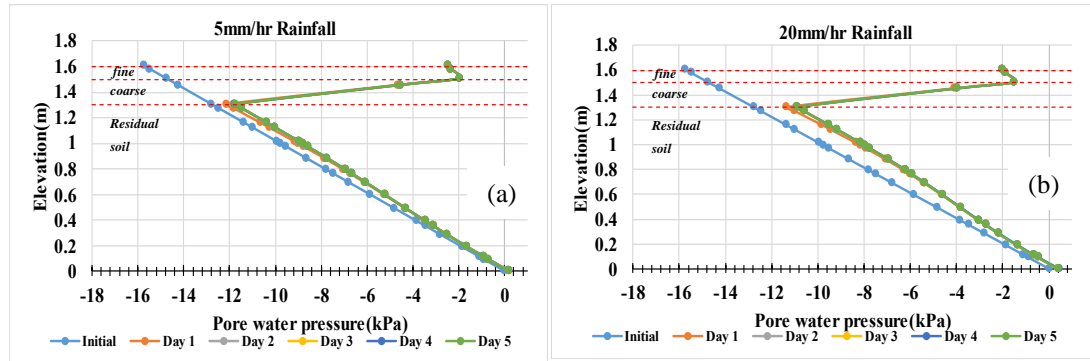 5mm/hr Rainfall
1.8
1.6
1.4
1.2
1
0.8
0.6
0.4
0.2
0
Elevation(m)
fine
coarse
Residual
soil
(a)
-18 -16 -14 -12 -10 -8 -6 -4 -2 0
Pore water pressure(kPa)
Initial Day 1 Day 2 Day 3 Day 4 Day 5
20mm/hr Rainfall
1.8
1.6
1.4
1.2
1
0.8
0.6
0.4
0.2
0
Elevation(m)
fine
coarse
Residual
soil
(b)
-18 -16 -14 -12 -10 -8 -6 -4 -2 0
Pore water pressure(kPa)
Initial Day 1 Day 2 Day 3 Day 4 Day 5